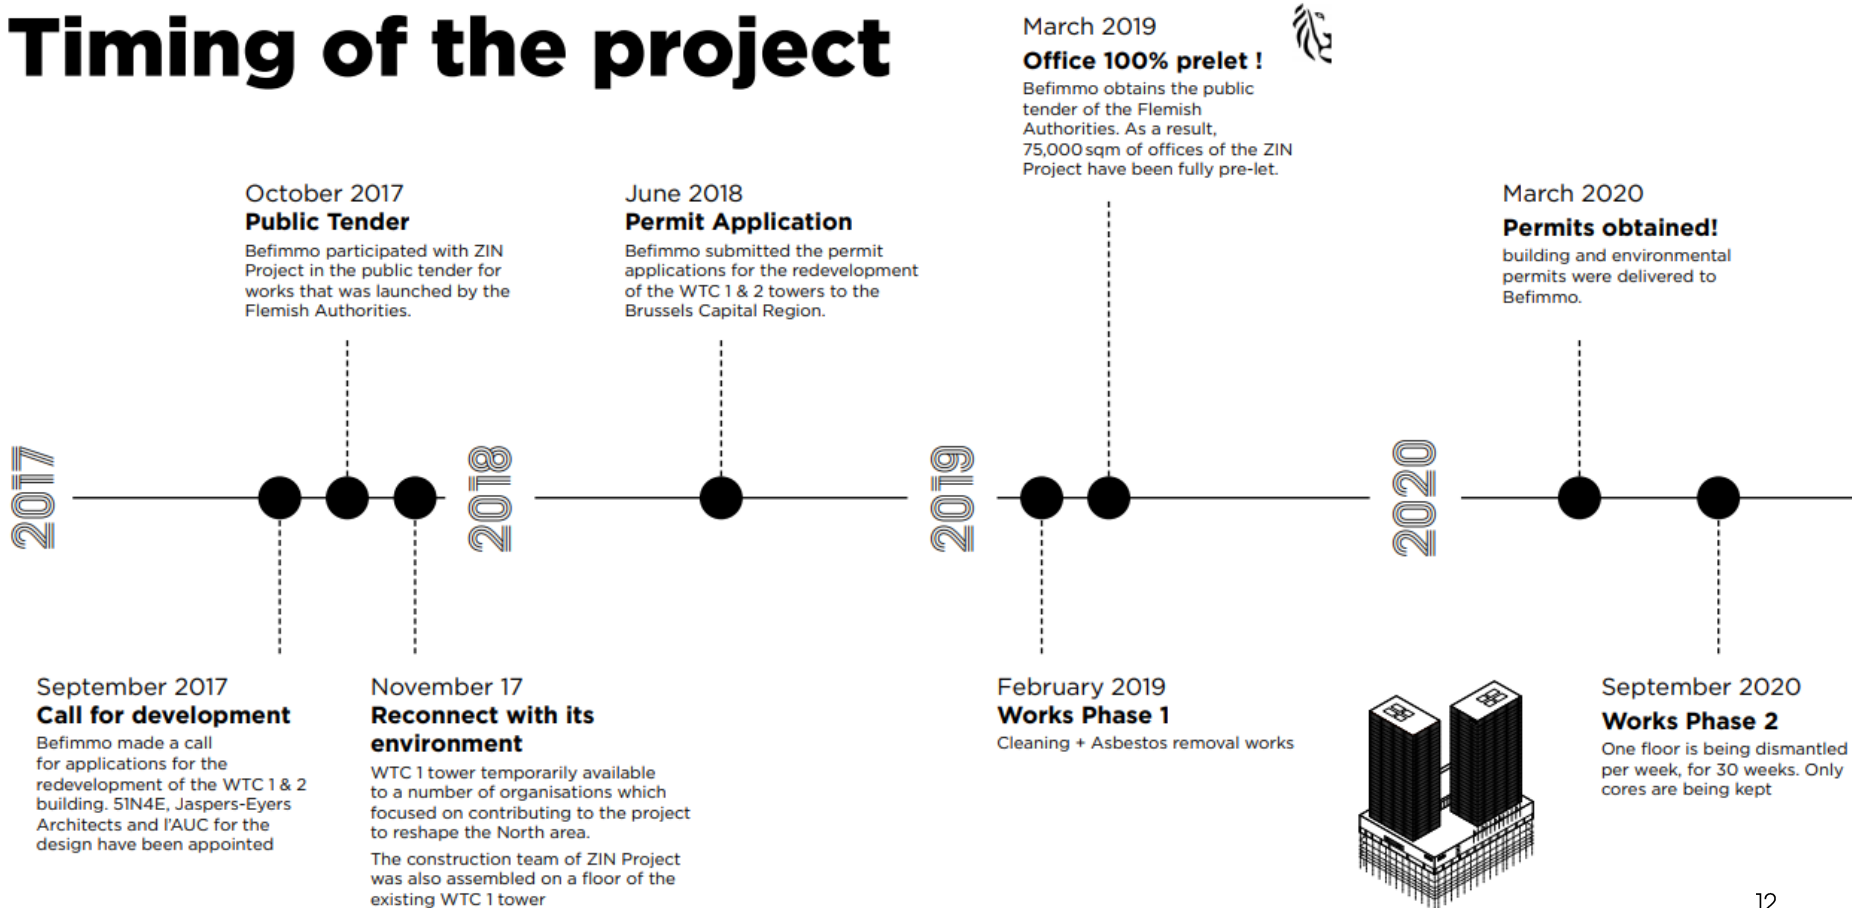 Timing of the project
March 2019
Office 100% prelet !
Befimmo obtains the public
tender of the Flemish
Authorities. As a result,
75,000 sqm of offices of the ZIN
Project have been fully pre-let.
October 2017
Public Tender
Befimmo participated with ZIN
Project in the public tender for
works that was launched by the
Flemish Authorities.
June 2018
Permit Application
Befimmo submitted the permit
applications for the redevelopment
of the WTC 1 & 2 towers to the
Brussels Capital Region.
March 2020
Permits obtained!
building and environmental
permits were delivered to
Befimmo.
2017
2018
2019
2020
September 2017
Call for development
Befimmo made a call
for applications for the
redevelopment of the WTC 1 & 2
building. 51N4E, Jaspers-Eyers
Architects and l'AUC for the
design have been appointed
November 17
Reconnect with its
environment
WTC 1 tower temporarily available
to a number of organisations which
focused on contributing to the project
to reshape the North area.
The construction team of ZIN Project
was also assembled on a floor of the
existing WTC 1 tower
February 2019
Works Phase 1
Cleaning + Asbestos removal works
September 2020
Works Phase 2
One floor is being dismantled
per week, for 30 weeks. Only
cores are being kept
12